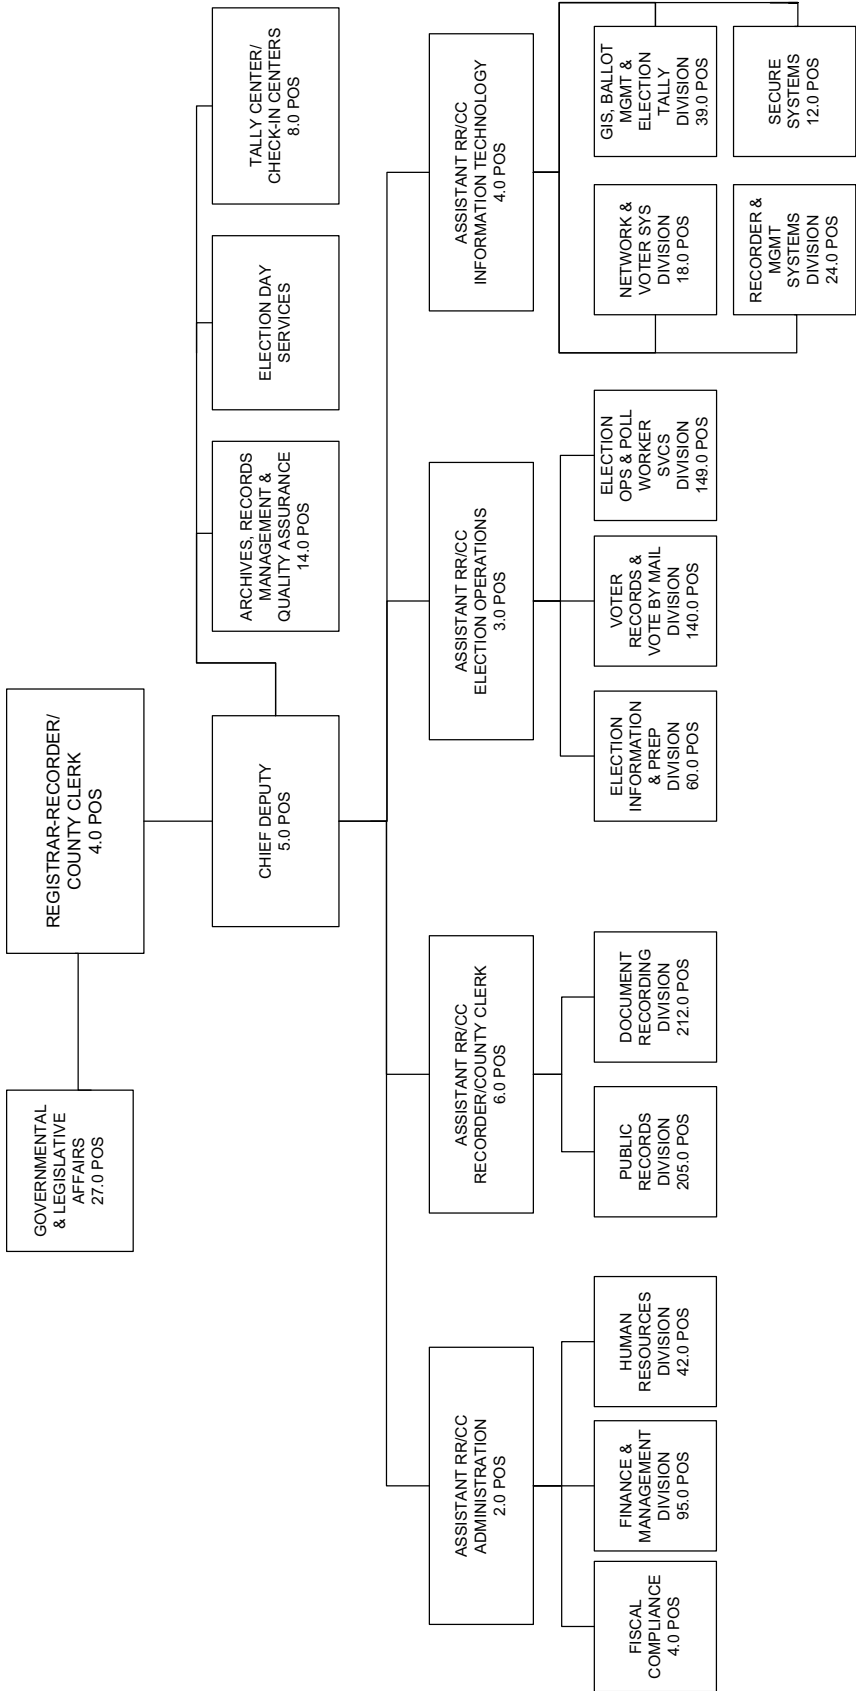 REGISTRAR-RECORDER/
COUNTY CLERK
4.0 POS
GOVERNMENTAL
& LEGISLATIVE
AFFAIRS
27.0 POS
CHIEF DEPUTY
5.0 POS
ARCHIVES, RECORDS
MANAGEMENT &
QUALITY ASSURANCE
14.0 POS
ELECTION DAY
SERVICES
TALLY CENTER/
CHECK-IN CENTERS
8.0 POS
ASSISTANT RR/CC
ADMINISTRATION
2.0 POS
ASSISTANT RR/CC
RECORDER/COUNTY CLERK
6.0 POS
ASSISTANT RR/CC
ELECTION OPERATIONS
3.0 POS
ASSISTANT RR/CC
INFORMATION TECHNOLOGY
4.0 POS
FISCAL
COMPLIANCE
4.0 POS
FINANCE &
MANAGEMENT
DIVISION
95.0 POS
HUMAN
RESOURCES
DIVISION
42.0 POS
PUBLIC
RECORDS
DIVISION
205.0 POS
DOCUMENT
RECORDING
DIVISION
212.0 POS
ELECTION
INFORMATION
& PREP
DIVISION
60.0 POS
VOTER
RECORDS &
VOTE BY MAIL
DIVISION
140.0 POS
ELECTION
OPS & POLL
WORKER
SVCS
DIVISION
149.0 POS
NETWORK &
VOTER SYS
DIVISION
18.0 POS
GIS, BALLOT
MGMT &
ELECTION
TALLY
DIVISION
39.0 POS
RECORDER &
MGMT
SYSTEMS
DIVISION
24.0 POS
SECURE
SYSTEMS
12.0 POS